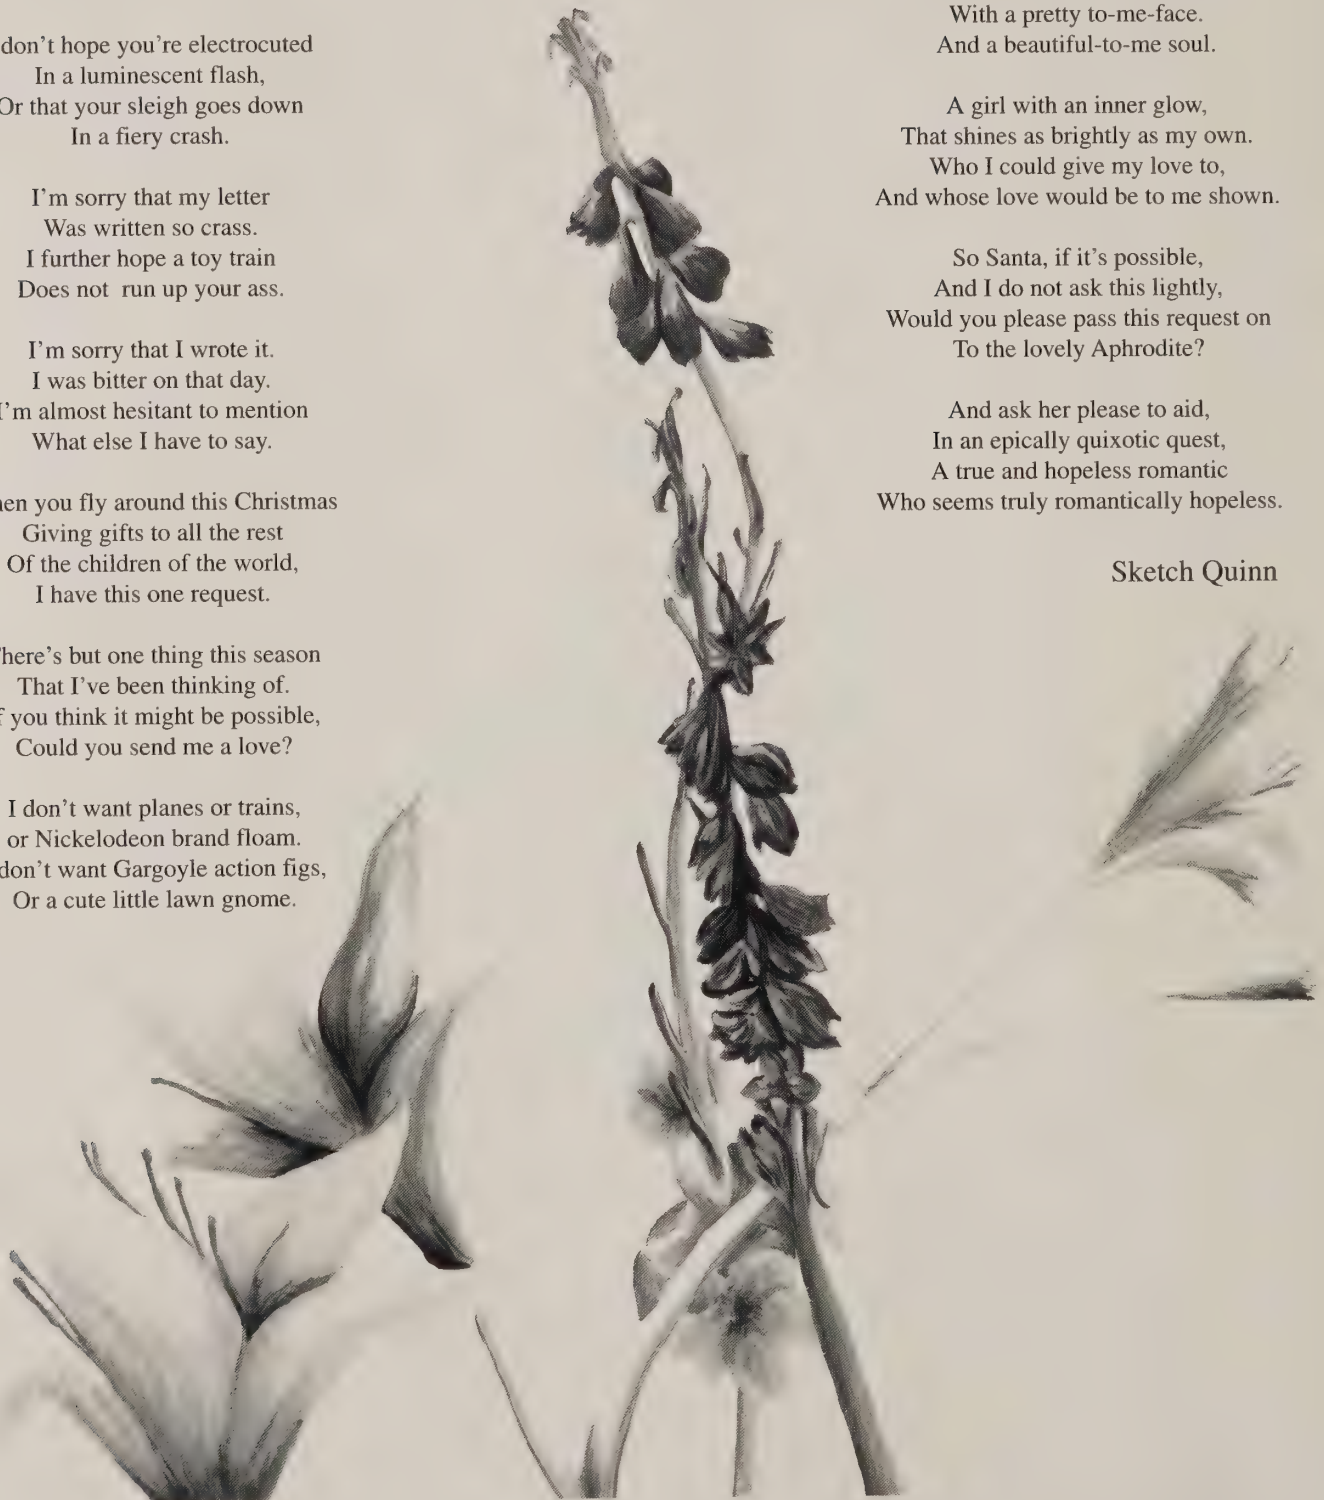 don't hope you're electrocuted
In a luminescent flash,
Or that your sleigh goes down
In a fiery crash.

I'm sorry that my letter
Was written so crass.
I further hope a toy train
Does not run up your ass.

I'm sorry that I wrote it.
I was bitter on that day.
I'm almost hesitant to mention
What else I have to say.

en you fly around this Christmas
Giving gifts to all the rest
Of the children of the world,
I have this one request.

here's but one thing this season
That I've been thinking of.
f you think it might be possible,
Could you send me a love?

I don't want planes or trains,
or Nickelodeon brand floam.
don't want Gargoyle action figs,
Or a cute little lawn gnome.

With a pretty to-me-face.
And a beautiful-to-me soul.

A girl with an inner glow,
That shines as brightly as my own.
Who I could give my love to,
And whose love would be to me shown.

So Santa, if it's possible,
And I do not ask this lightly,
Would you please pass this request on
To the lovely Aphrodite?

And ask her please to aid,
In an epically quixotic quest,
A true and hopeless romantic
Who seems truly romantically hopeless.

Sketch Quinn